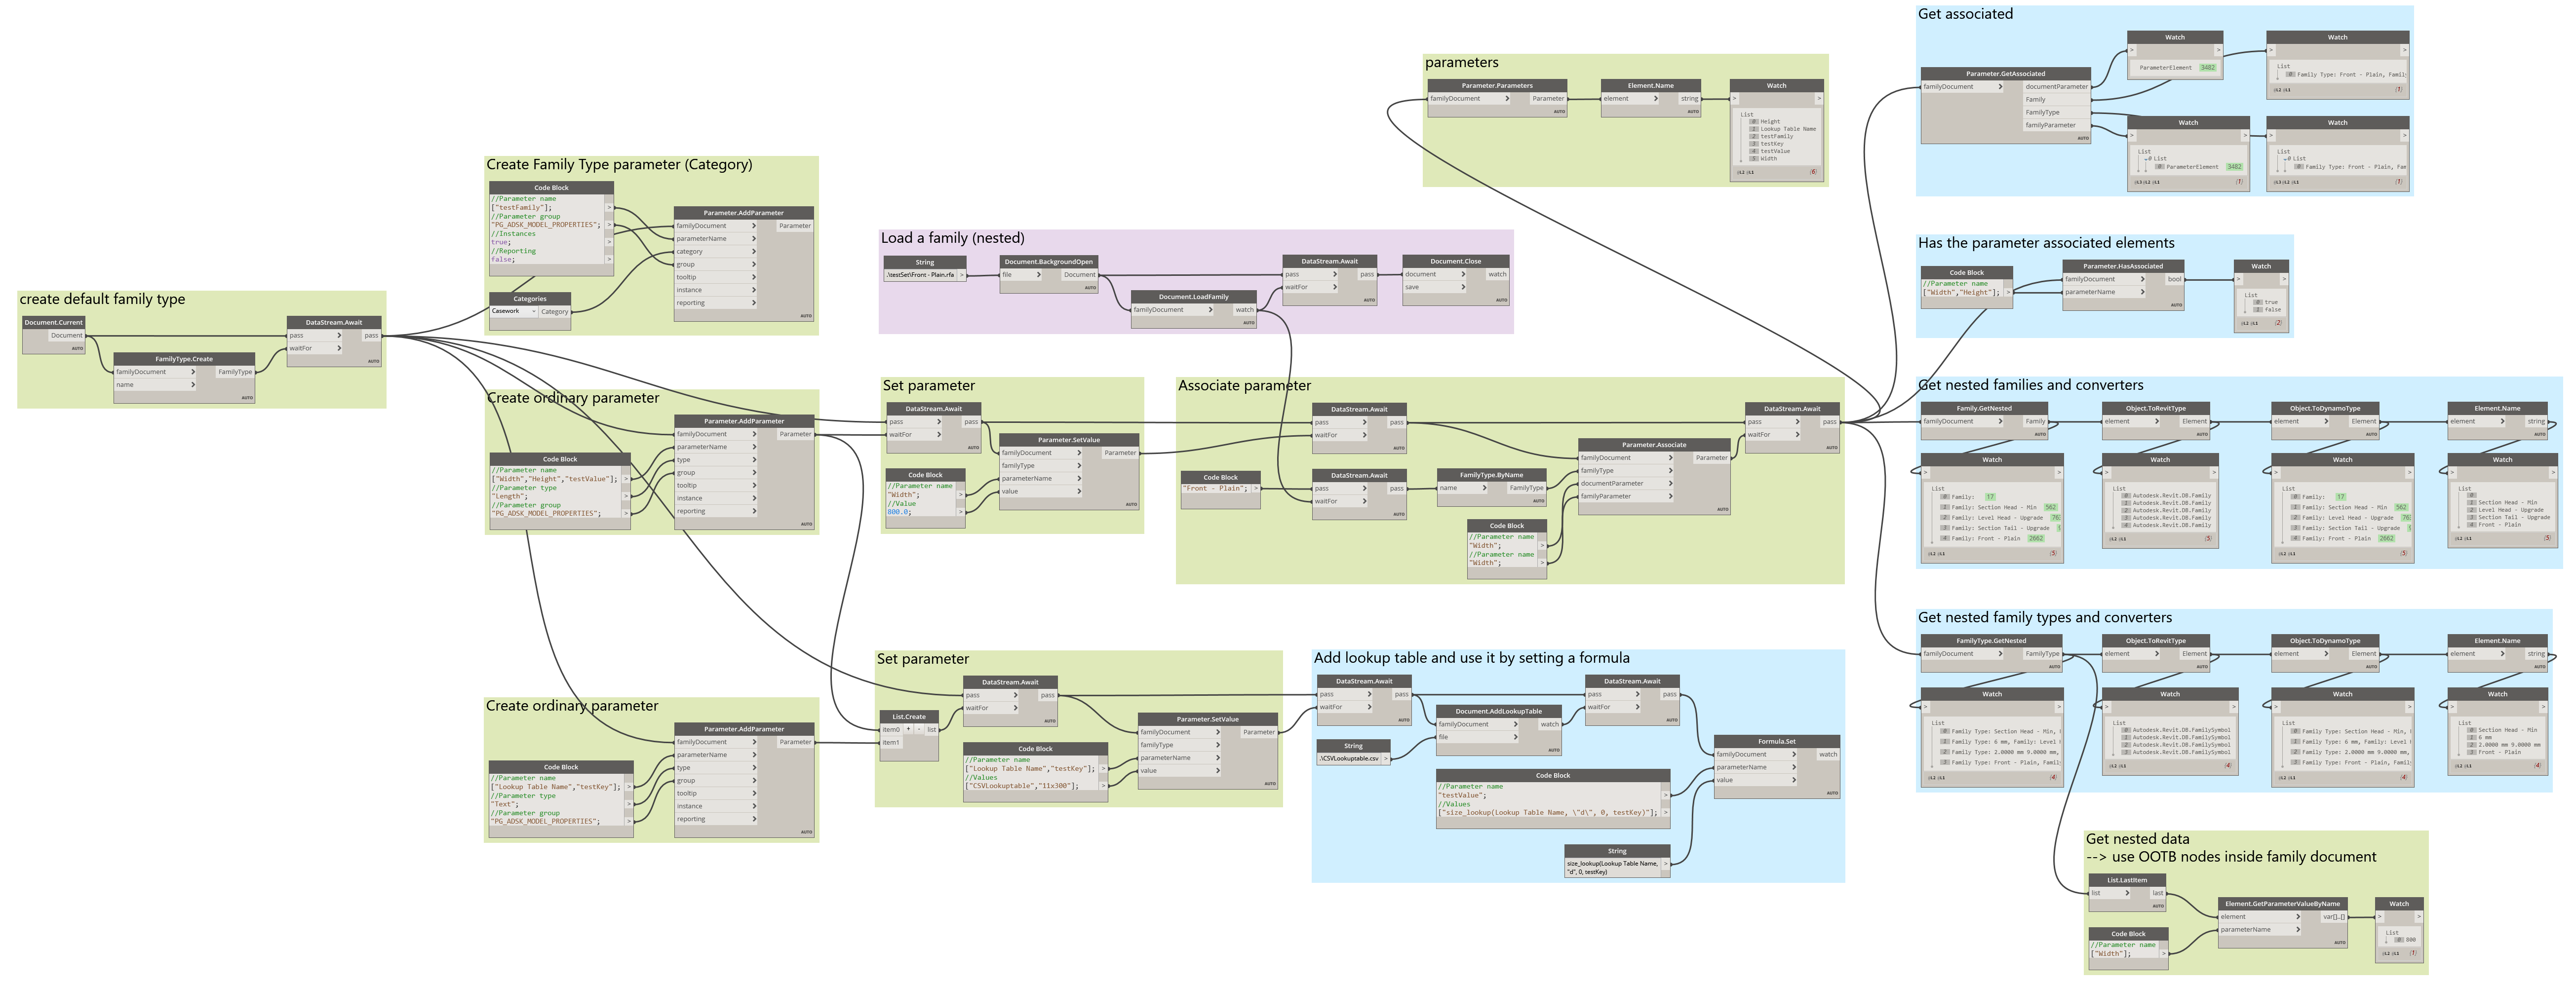 create default family type
Document.Current
Document
AUTO
FamilyType.Create
familyDocument
FamilyType
name
AUTO
DataStream.Await
pass
pass
waitFor
AUTO
Create Family Type parameter (Category)
Code Block
//Parameter name
["testFamily"];
//Parameter group
"PG_ADSK_MODEL_PROPERTIES";
//Instances
true;
//Reporting
false;
Categories
Casework
Category
Parameter.AddParameter
familyDocument
Parameter
parameterName
category
group
tooltip
instance
reporting
AUTO
Create ordinary parameter
Code Block
//Parameter name
["Width","Height","testValue"];
//Parameter type
"Length";
//Parameter group
"PG_ADSK_MODEL_PROPERTIES";
Parameter.AddParameter
familyDocument
Parameter
parameterName
type
group
tooltip
instance
reporting
AUTO
Create ordinary parameter
Code Block
//Parameter name
["Lookup Table Name","testKey"];
//Parameter type
"Text";
//Parameter group
"PG_ADSK_MODEL_PROPERTIES";
Parameter.AddParameter
familyDocument
Parameter
parameterName
type
group
tooltip
instance
reporting
AUTO
Load a family (nested)
String
.\testSet\Front - Plain.rfa >
Document.BackgroundOpen
file
Document
AUTO
Document.LoadFamily
familyDocument
watch
AUTO
DataStream.Await
pass
pass
waitFor
AUTO
Document.Close
document
watch
save
AUTO
Set parameter
DataStream.Await
pass
pass
waitFor
AUTO
Code Block
//Parameter name
"Width";
//Value
800.0;
Parameter.SetValue
familyDocument
Parameter
familyType
parameterName
value
AUTO
Associate parameter
DataStream.Await
pass
pass
waitFor
AUTO
Code Block
"Front - Plain"; >
DataStream.Await
pass
pass
waitFor
AUTO
FamilyType.ByName
name
FamilyType
AUTO
Code Block
//Parameter name
"Width";
//Parameter name
"Width";
Parameter.Associate
familyDocument
Parameter
familyType
documentParameter
familyParameter
AUTO
DataStream.Await
pass
pass
waitFor
AUTO
Set parameter
List.Create
item0 + - list
item1
AUTO
DataStream.Await
pass
pass
waitFor
AUTO
Code Block
//Parameter name
["Lookup Table Name","testKey"];
//Values
["CSVLookuptable","11x300"];
Parameter.SetValue
familyDocument
Parameter
familyType
parameterName
value
AUTO
Add lookup table and use it by setting a formula
DataStream.Await
pass
pass
waitFor
AUTO
String
.\CSVLookuptable.csv >
Document.AddLookupTable
familyDocument
watch
file
AUTO
DataStream.Await
pass
pass
waitFor
AUTO
Code Block
//Parameter name
"testValue";
//Values
["size_lookup(Lookup Table Name, \"d\", 0, testKey)"];
String
size_lookup(Lookup Table Name,
"d", 0, testKey)
Formula.Set
familyDocument
watch
parameterName
value
AUTO
parameters
Parameter.Parameters
familyDocument
Parameter
AUTO
Element.Name
element
string
AUTO
Watch
List
0 Height
1 Lookup Table Name
2 testFamily
3 testKey
4 testValue
5 Width
@L2 @L1
{6}
Get associated
Parameter.GetAssociated
familyDocument
documentParameter
Family
FamilyType
familyParameter
AUTO
Watch
ParameterElement 3482
Watch
List
0 Family Type: Front - Plain, Family
@L2 @L1
{1}
Watch
List
0 List
0 ParameterElement 3482
@L3 @L2 @L1
{1}
Watch
List
0 List
0 Family Type: Front - Plain, Fam
@L3 @L2 @L1
{1}
Has the parameter associated elements
Code Block
//Parameter name
["Width","Height"]; >
Parameter.HasAssociated
familyDocument
bool
parameterName
AUTO
Watch
List
0 true
1 false
@L2 @L1
{2}
Get nested families and converters
Family.GetNested
familyDocument
Family
AUTO
Object.ToRevitType
element
Element
AUTO
Object.ToDynamoType
element
Element
AUTO
Element.Name
element
string
AUTO
Watch
List
0 Family: 17
1 Family: Section Head - Min 562
2 Family: Level Head - Upgrade 76
3 Family: Section Tail - Upgrade
4 Family: Front - Plain 2862
@L2 @L1
{5}
Watch
List
0 Autodesk.Revit.DB.Family
1 Autodesk.Revit.DB.Family
2 Autodesk.Revit.DB.Family
3 Autodesk.Revit.DB.Family
4 Autodesk.Revit.DB.Family
@L2 @L1
{5}
Watch
List
0 Family: 17
1 Family: Section Head - Min 562
2 Family: Level Head - Upgrade 76
3 Family: Section Tail - Upgrade
4 Family: Front - Plain 2862
@L2 @L1
{5}
Watch
List
0
1 Section Head - Min
2 Level Head - Upgrade
3 Section Tail - Upgrade
4 Front - Plain
@L2 @L1
{5}
Get nested family types and converters
FamilyType.GetNested
familyDocument
FamilyType
AUTO
Object.ToRevitType
element
Element
AUTO
Object.ToDynamoType
element
Element
AUTO
Element.Name
element
string
AUTO
Watch
List
0 Family Type: Section Head - Min,
1 Family Type: 6 mm, Family: Level
2 Family Type: 2.0000 mm 9.0000 mm,
3 Family Type: Front - Plain, Famil
@L2 @L1
{4}
Watch
List
0 Autodesk.Revit.DB.FamilySymbol
1 Autodesk.Revit.DB.FamilySymbol
2 Autodesk.Revit.DB.FamilySymbol
3 Autodesk.Revit.DB.FamilySymbol
@L2 @L1
{4}
Watch
List
0 Family Type: Section Head - Min,
1 Family Type: 6 mm, Family: Level
2 Family Type: 2.0000 mm 9.0000 mm,
3 Family Type: Front - Plain, Famil
@L2 @L1
{4}
Watch
List
0 Section Head - Min
1 6 mm
2 2.0000 mm 9.0000 mm
3 Front - Plain
@L2 @L1
{4}
Get nested data
--> use OOTB nodes inside family document
List.LastItem
list
last
AUTO
Code Block
//Parameter name
["Width"]; >
Element.GetParameterValueByName
element
var[]..[]
parameterName
AUTO
Watch
List
0 800
@L2 @L1
{1}